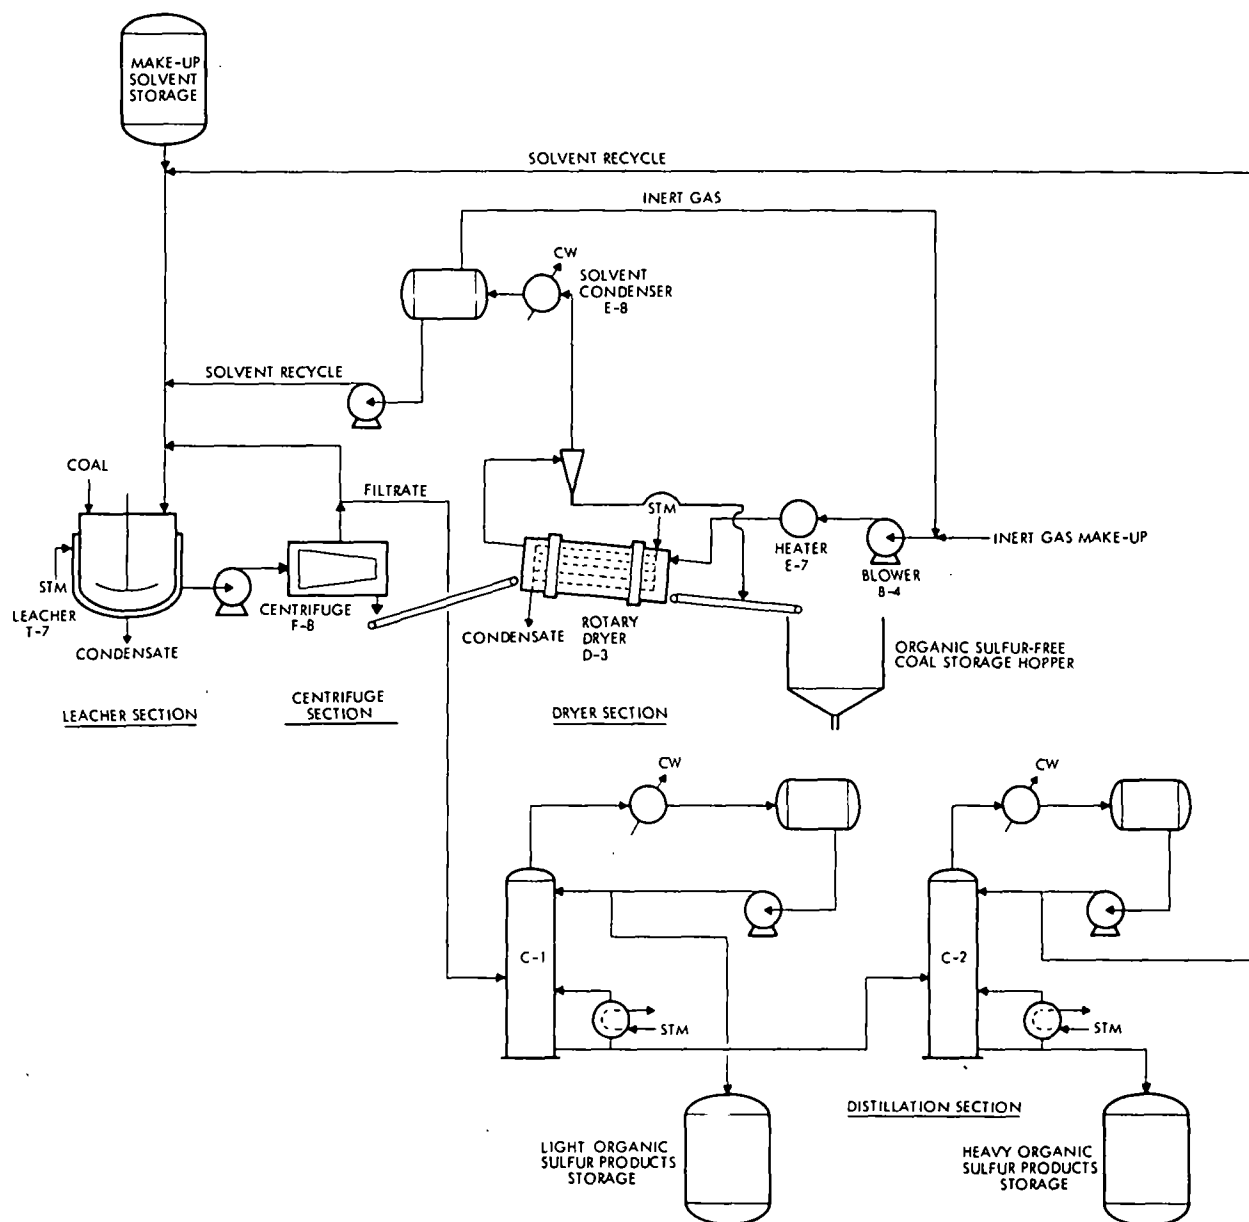 MAKE-UP
SOLVENT
STORAGE
SOLVENT RECYCLE
INERT GAS
CW
SOLVENT
CONDENSER
E-8
SOLVENT RECYCLE
COAL
FILTRATE
STM
STM
HEATER
E-7
INERT GAS MAKE-UP
BLOWER
B-4
LEACHER
T-7
CONDENSATE
CENTRIFUGE
F-8
CONDENSATE
ROTARY
DRYER
D-3
ORGANIC SULFUR-FREE
COAL STORAGE HOPPER
LEACHER SECTION
CENTRIFUGE
SECTION
DRYER SECTION
CW
CW
C-1
C-2
STM
STM
DISTILLATION SECTION
LIGHT ORGANIC
SULFUR PRODUCTS
STORAGE
HEAVY ORGANIC
SULFUR PRODUCTS
STORAGE